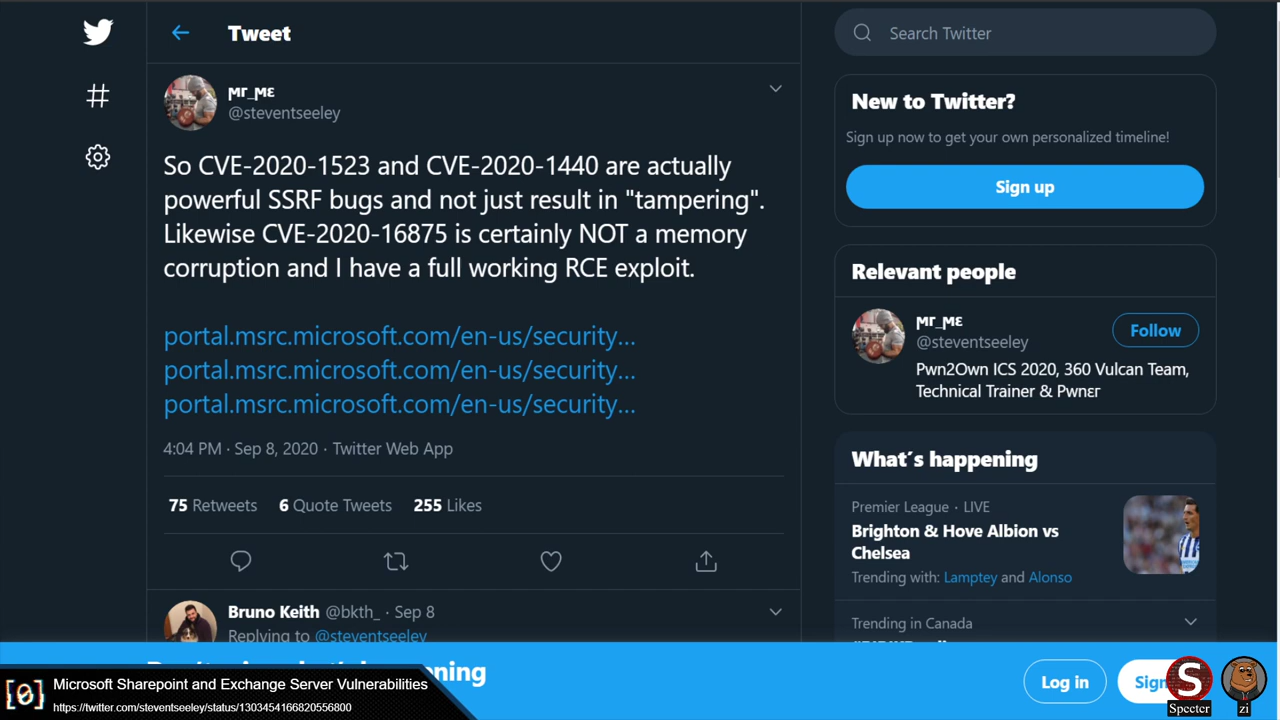 Tweet
Search Twitter
ϻг_ϻε
@steventseeley
So CVE-2020-1523 and CVE-2020-1440 are actually
powerful SSRF bugs and not just result in "tampering".
Likewise CVE-2020-16875 is certainly NOT a memory
corruption and I have a full working RCE exploit.
portal.msrc.microsoft.com/en-us/security…
portal.msrc.microsoft.com/en-us/security…
portal.msrc.microsoft.com/en-us/security…
4:04 PM · Sep 8, 2020 · Twitter Web App
75 Retweets 6 Quote Tweets 255 Likes
Bruno Keith @bkth_ · Sep 8
Replying to @steventseeley
New to Twitter?
Sign up now to get your own personalized timeline!
Sign up
Relevant people
ϻг_ϻε
@steventseeley
Follow
Pwn2Own ICS 2020, 360 Vulcan Team,
Technical Trainer & Pwnεr
What's happening
Premier League · LIVE
Brighton & Hove Albion vs
Chelsea
Trending with: Lamptey and Alonso
Trending in Canada
Log in
Microsoft Sharepoint and Exchange Server Vulnerabilities
https://twitter.com/steventseeley/status/1303454166820556800
S
Specter
zi